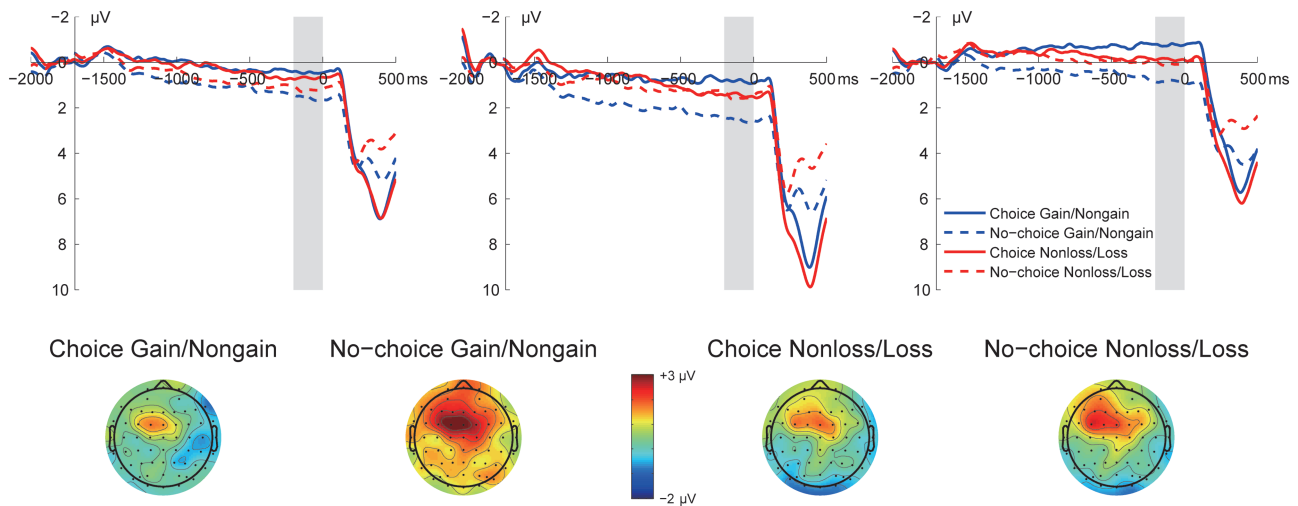 −2 μV
−2000 −1500 −1000 −500 0 500 ms
2
4
6
8
10
−2 μV
−2000 −1500 −1000 −500 0 500 ms
2
4
6
8
10
−2 μV
−2000 −1500 −1000 −500 0 500 ms
2
4
6
8
10
Choice Gain/Nongain
No−choice Gain/Nongain
Choice Nonloss/Loss
No−choice Nonloss/Loss
Choice Gain/Nongain
No−choice Gain/Nongain
Choice Nonloss/Loss
No−choice Nonloss/Loss
+3 μV
−2 μV